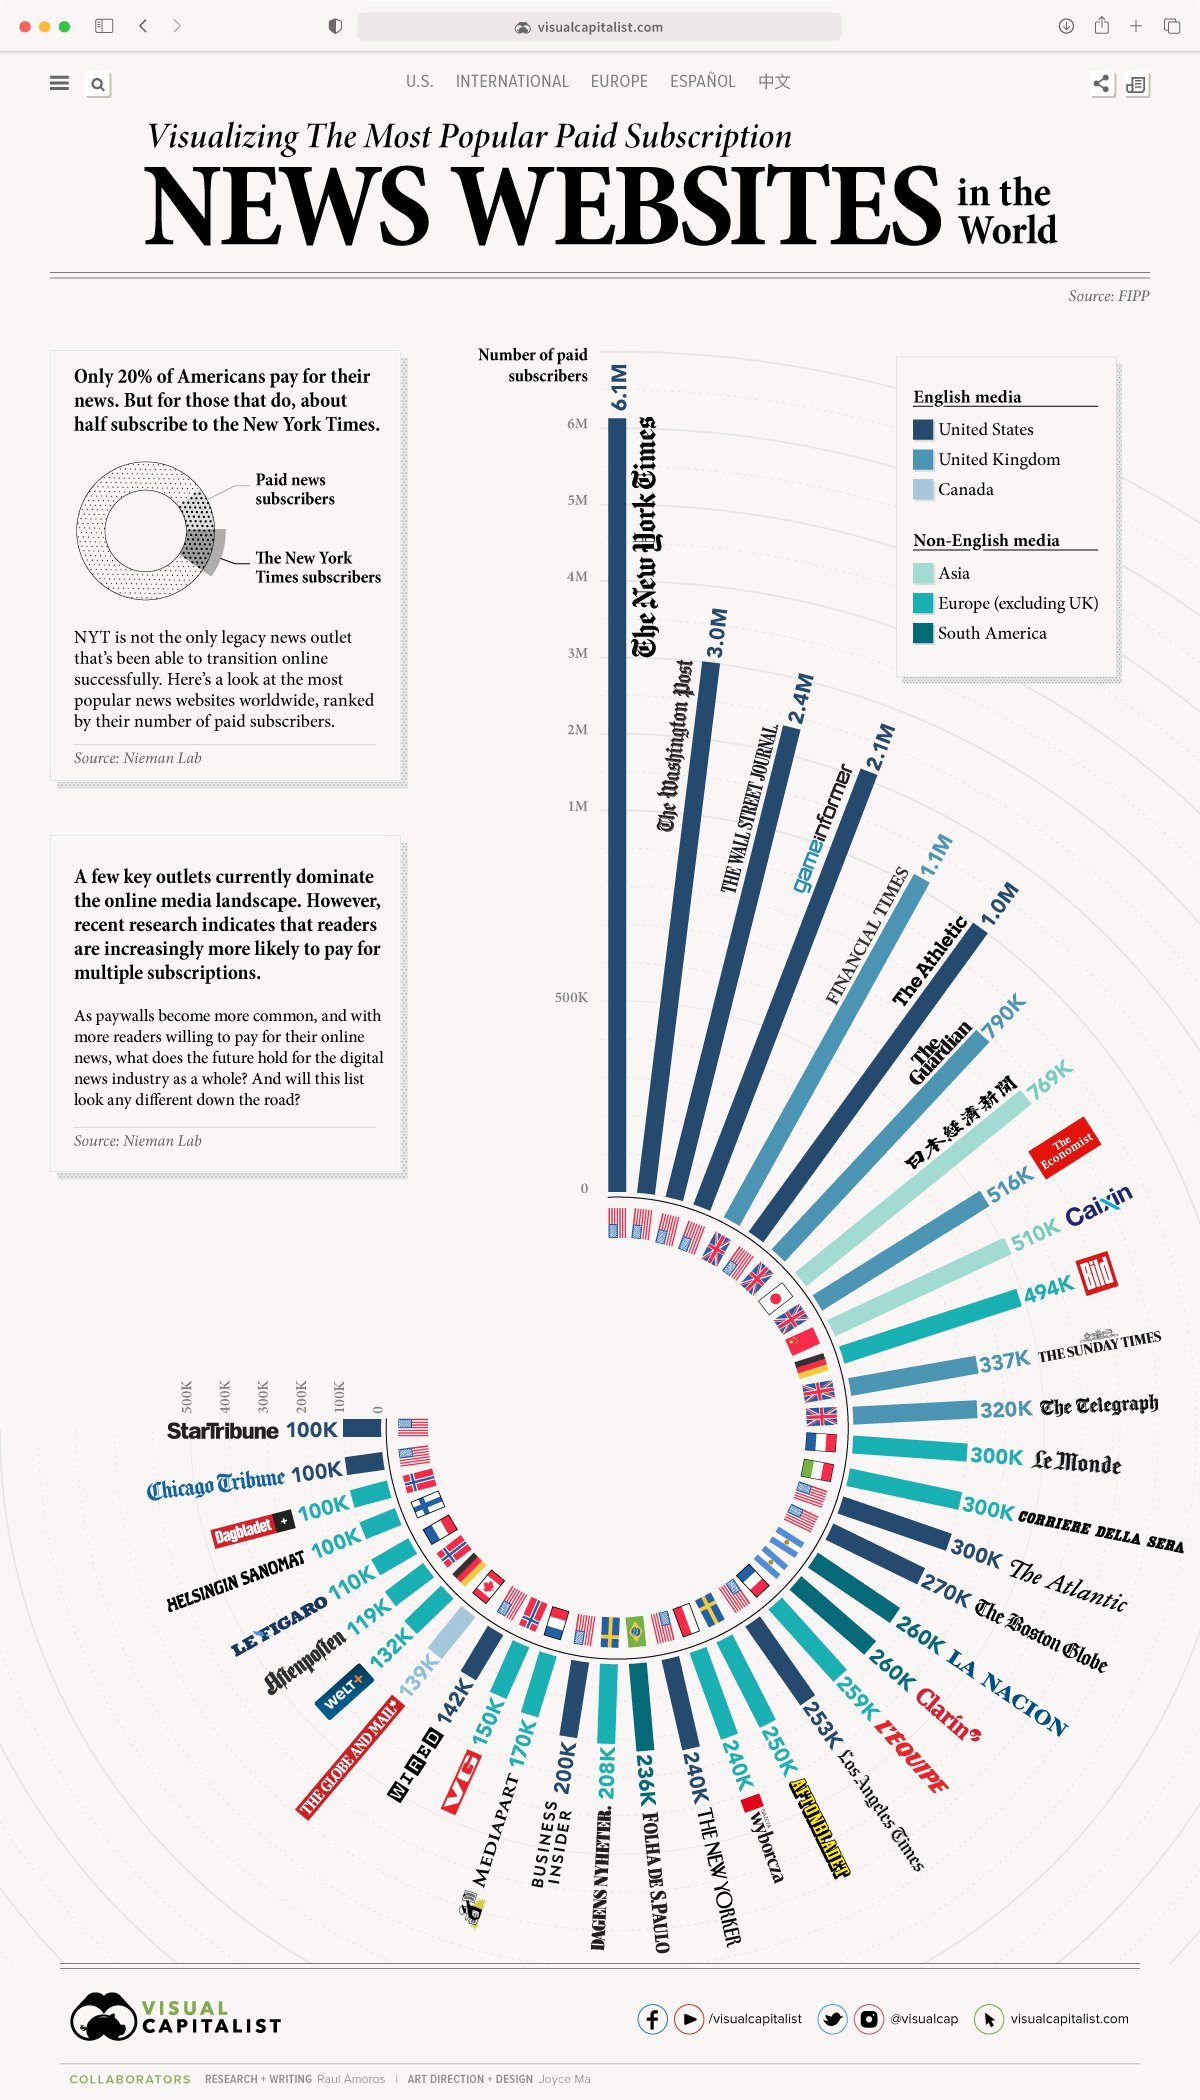 visualcapitalist.com
U.S. INTERNATIONAL EUROPE ESPAÑOL 中文
Visualizing The Most Popular Paid Subscription
NEWS WEBSITES in the
World
Source: FIPP
Only 20% of Americans pay for their
news. But for those that do, about
half subscribe to the New York Times.
Paid news
subscribers
The New York
Times subscribers
NYT is not the only legacy news outlet
that's been able to transition online
successfully. Here's a look at the most
popular news websites worldwide, ranked
by their number of paid subscribers.
Source: Nieman Lab
A few key outlets currently dominate
the online media landscape. However,
recent research indicates that readers
are increasingly more likely to pay for
multiple subscriptions.
As paywalls become more common, and with
more readers willing to pay for their online
news, what does the future hold for the digital
news industry as a whole? And will this list
look any different down the road?
Source: Nieman Lab
Number of paid
subscribers
6M
5M
4M
3M
2M
1M
500K
0
English media
United States
United Kingdom
Canada
Non-English media
Asia
Europe (excluding UK)
South America
6.1M
The New York Times
3.0M
The Washington Post
2.4M
THE WALL STREET JOURNAL
2.1M
gameinformer
1.1M
FINANCIAL TIMES
1.0M
The Athletic
790K
The
Guardian
769K
日本経済新聞
516K
The
Economist
510K
Caixin
494K
Bild
337K
THE SUNDAY TIMES
320K
The Telegraph
300K
Le Monde
300K
CORRIERE DELLA SERA
300K
The Atlantic
270K
The Boston Globe
260K
LA NACION
260K
Clarín
259K
L'EQUIPE
253K
Los Angeles Times
250K
AFTONBLADET
240K
wyborcza
240K
THE NEW YORKER
236K
FOLHA DE S.PAULO
208K
DAGENS NYHETER.
200K
BUSINESS
INSIDER
170K
MEDIAPART
150K
VG
142K
WIRED
139K
THE GLOBE AND MAIL
132K
WELT+
119K
Aftenposten
110K
LE FIGARO
100K
HELSINGIN SANOMAT
100K
Dagbladet +
100K
Chicago Tribune
100K
StarTribune
500K
400K
300K
200K
100K
0
VISUAL
CAPITALIST
/visualcapitalist @visualcap visualcapitalist.com
COLLABORATORS RESEARCH + WRITING Raul Amoros | ART DIRECTION + DESIGN Joyce Ma